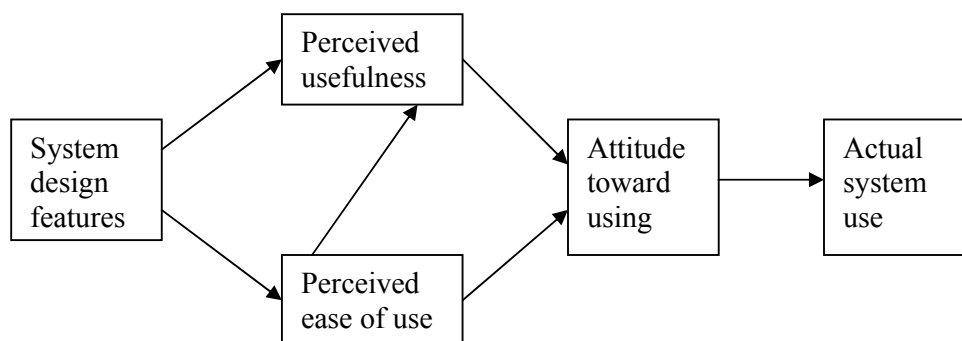 Perceived
usefulness
System
design
features
Attitude
toward
using
Actual
system
use
Perceived
ease of use